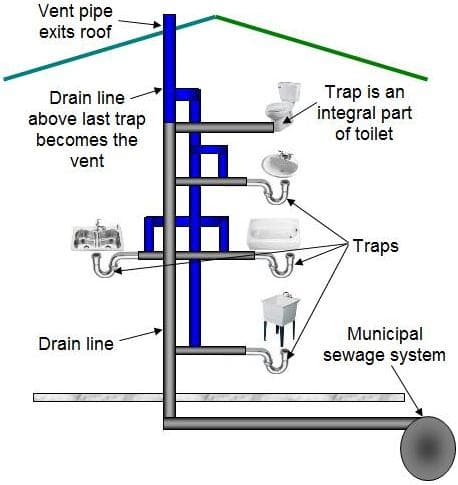 Vent pipe
exits roof
Drain line
above last trap
becomes the
vent
Trap is an
integral part
of toilet
Traps
Drain line
Municipal
sewage system